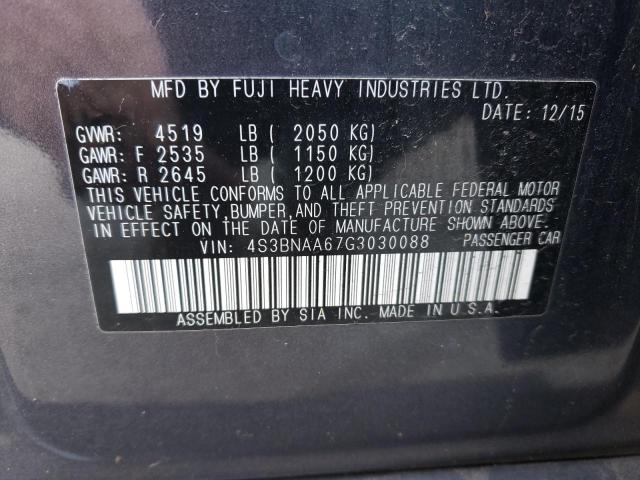 MFD BY FUJI HEAVY INDUSTRIES LTD.
DATE: 12/15
GVWR: 4519 LB ( 2050 KG)
GAWR: F 2535 LB ( 1150 KG)
GAWR: R 2645 LB ( 1200 KG)
THIS VEHICLE CONFORMS TO ALL APPLICABLE FEDERAL MOTOR
VEHICLE SAFETY, BUMPER, AND THEFT PREVENTION STANDARDS
IN EFFECT ON THE DATE OF MANUFACTURE SHOWN ABOVE.
VIN: 4S3BNAA67G3030088 PASSENGER CAR
ASSEMBLED BY SIA INC. MADE IN U.S.A.